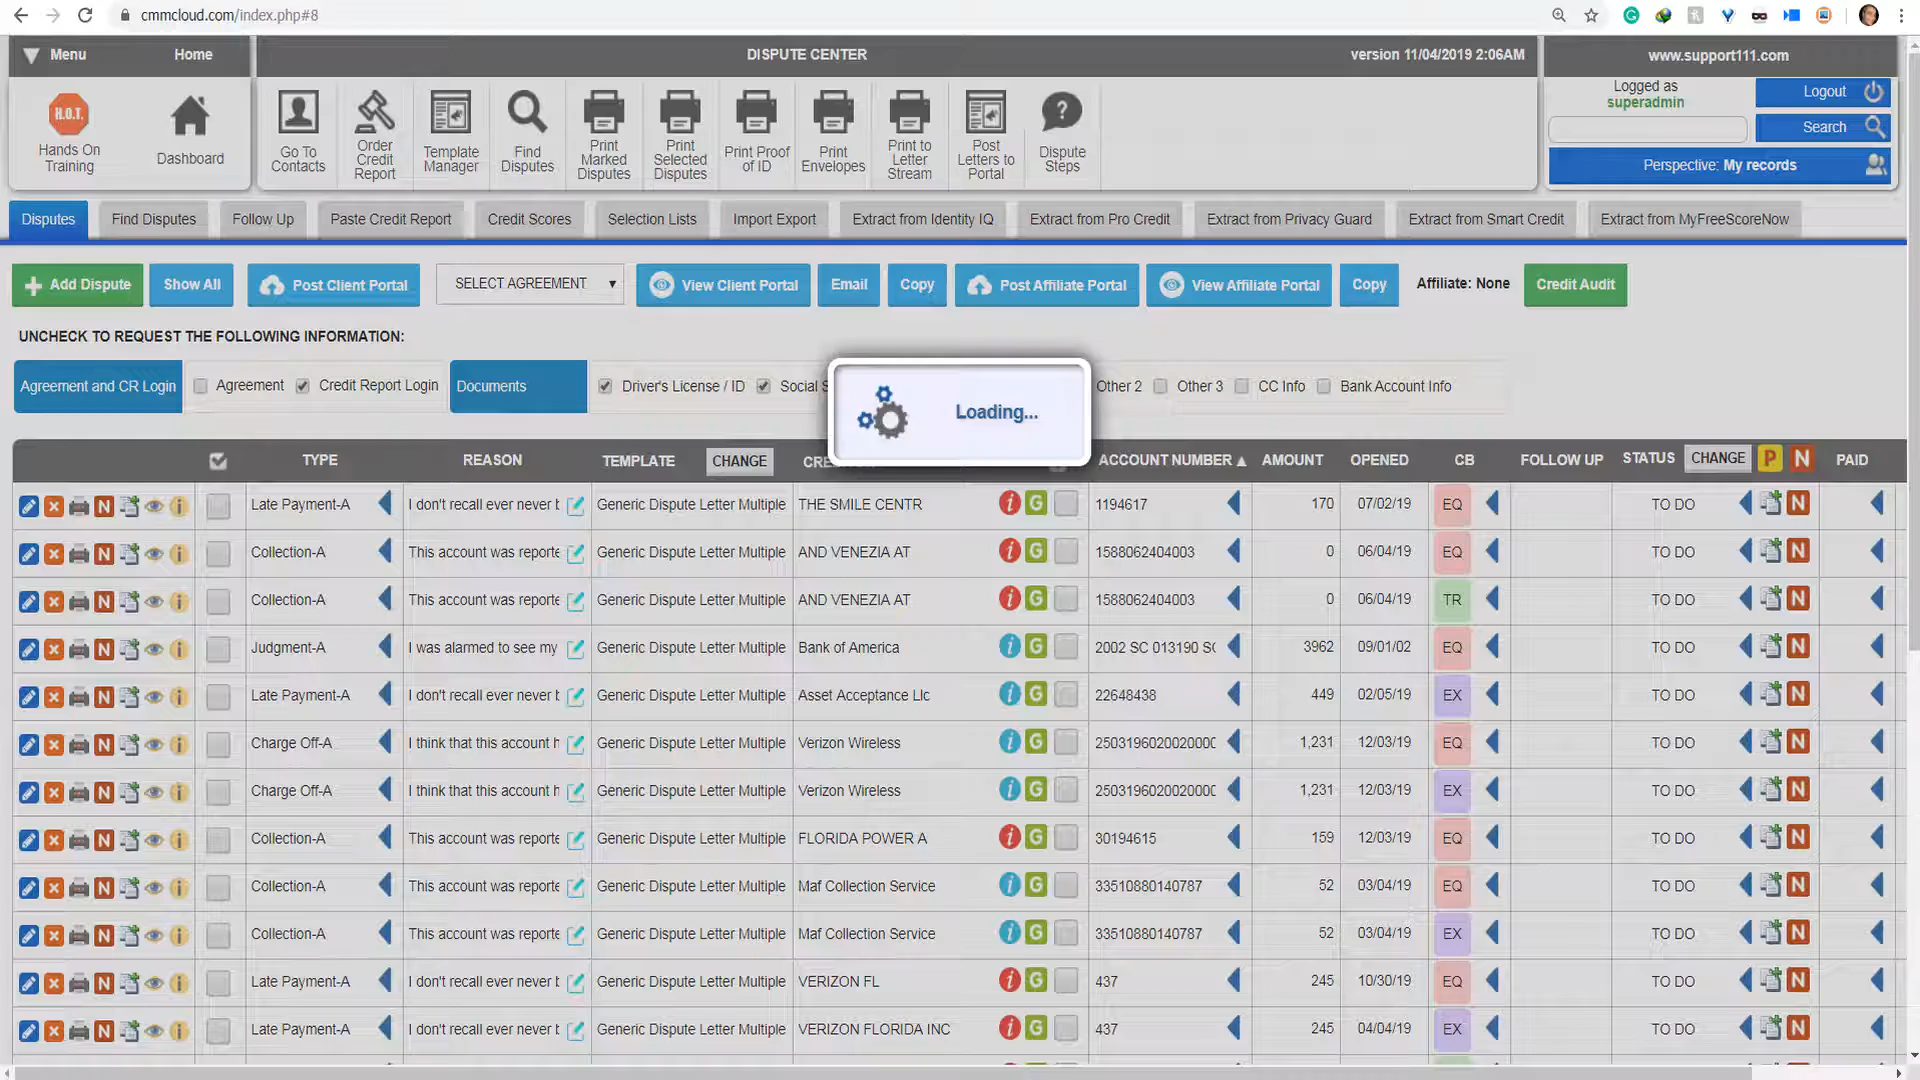 cmmcloud.com/index.php#8
Menu
Home
DISPUTE CENTER
version 11/04/2019 2:06AM
www.support111.com
H.O.T.
Hands On Training
Dashboard
Go To Contacts
Order Credit Report
Template Manager
Find Disputes
Print Marked Disputes
Print Selected Disputes
Print Proof of ID
Print Envelopes
Print to Letter Stream
Post Letters to Portal
Dispute Steps
Logged as
superadmin
Logout
Search
Perspective: My records
Disputes
Find Disputes
Follow Up
Paste Credit Report
Credit Scores
Selection Lists
Import Export
Extract from Identity IQ
Extract from Pro Credit
Extract from Privacy Guard
Extract from Smart Credit
Extract from MyFreeScoreNow
Add Dispute
Show All
Post Client Portal
SELECT AGREEMENT
View Client Portal
Email
Copy
Post Affiliate Portal
View Affiliate Portal
Copy
Affiliate: None
Credit Audit
UNCHECK TO REQUEST THE FOLLOWING INFORMATION:
Agreement and CR Login
Agreement
Credit Report Login
Documents
Driver's License / ID
Social S
Other 2
Other 3
CC Info
Bank Account Info
Loading...
TYPE REASON TEMPLATE CHANGE ACCOUNT NUMBER AMOUNT OPENED CB FOLLOW UP STATUS CHANGE P N PAID
N Late Payment-A I don't recall ever never b Generic Dispute Letter Multiple THE SMILE CENTR i G 1194617 170 07/02/19 EQ TO DO N
N Collection-A This account was reporte Generic Dispute Letter Multiple AND VENEZIA AT i G 1588062404003 0 06/04/19 EQ TO DO N
N Collection-A This account was reporte Generic Dispute Letter Multiple AND VENEZIA AT i G 1588062404003 0 06/04/19 TR TO DO N
N Judgment-A I was alarmed to see my Generic Dispute Letter Multiple Bank of America i G 2002 SC 013190 SC 3962 09/01/02 EQ TO DO N
N Late Payment-A I don't recall ever never b Generic Dispute Letter Multiple Asset Acceptance Llc i G 22648438 449 02/05/19 EX TO DO N
N Charge Off-A I think that this account h Generic Dispute Letter Multiple Verizon Wireless i G 2503196020020000 1,231 12/03/19 EQ TO DO N
N Charge Off-A I think that this account h Generic Dispute Letter Multiple Verizon Wireless i G 2503196020020000 1,231 12/03/19 EX TO DO N
N Collection-A This account was reporte Generic Dispute Letter Multiple FLORIDA POWER A i G 30194615 159 12/03/19 EQ TO DO N
N Collection-A This account was reporte Generic Dispute Letter Multiple Maf Collection Service i G 33510880140787 52 03/04/19 EQ TO DO N
N Collection-A This account was reporte Generic Dispute Letter Multiple Maf Collection Service i G 33510880140787 52 03/04/19 EX TO DO N
N Late Payment-A I don't recall ever never b Generic Dispute Letter Multiple VERIZON FL i G 437 245 10/30/19 EQ TO DO N
N Late Payment-A I don't recall ever never b Generic Dispute Letter Multiple VERIZON FLORIDA INC i G 437 245 04/04/19 EX TO DO N